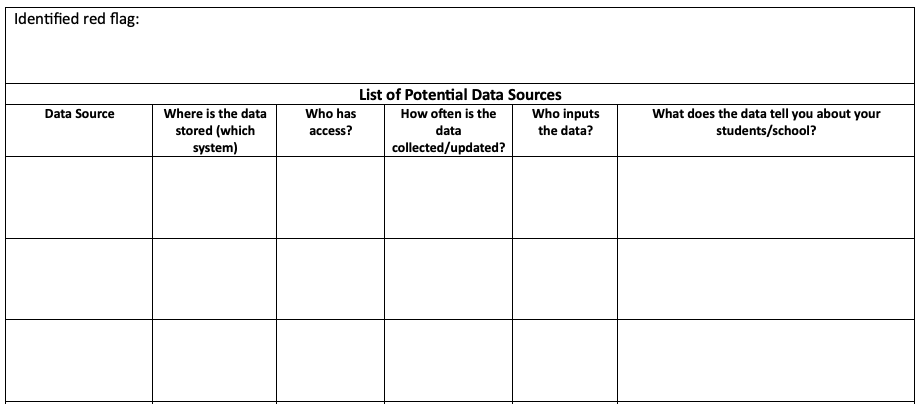 Identified red flag:
List of Potential Data Sources
Data Source
Where is the data
stored (which
system)
Who has
access?
How often is the
data
collected/updated?
Who inputs
the data?
What does the data tell you about your
students/school?